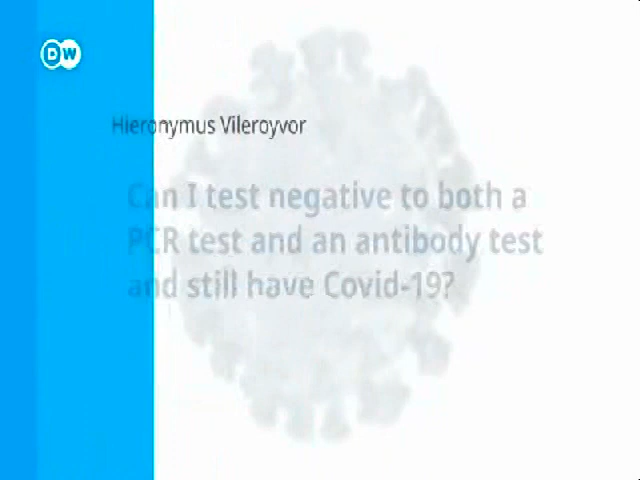 DW
Hieronymus Vileroyvor
Can I test negative to both a
PCR test and an antibody test
and still have Covid-19?